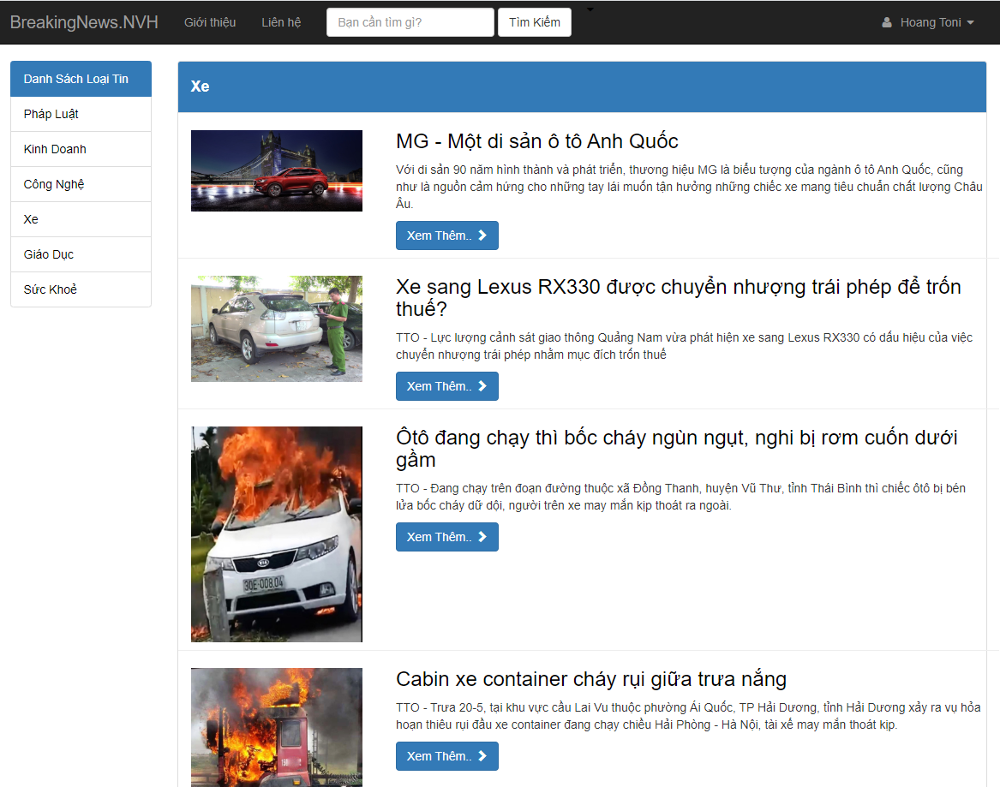 BreakingNews.NVH Giới thiệu Liên hệ Bạn cần tìm gì? Tìm Kiếm Hoang Toni
Danh Sách Loại Tin
Pháp Luật
Kinh Doanh
Công Nghệ
Xe
Giáo Dục
Sức Khoẻ
Xe
MG - Một di sản ô tô Anh Quốc
Với di sản 90 năm hình thành và phát triển, thương hiệu MG là biểu tượng của ngành ô tô Anh Quốc, cũng
như là nguồn cảm hứng cho những tay lái muốn tận hưởng những chiếc xe mang tiêu chuẩn chất lượng Châu
Âu.
Xem Thêm..
Xe sang Lexus RX330 được chuyển nhượng trái phép để trốn
thuế?
TTO - Lực lượng cảnh sát giao thông Quảng Nam vừa phát hiện xe sang Lexus RX330 có dấu hiệu của việc
chuyển nhượng trái phép nhằm mục đích trốn thuế
Xem Thêm..
KIA
30E-008.04
Ôtô đang chạy thì bốc cháy ngùn ngụt, nghi bị rơm cuốn dưới
gầm
TTO - Đang chạy trên đoạn đường thuộc xã Đồng Thanh, huyện Vũ Thư, tỉnh Thái Bình thì chiếc ôtô bị bén
lửa bốc cháy dữ dội, người trên xe may mắn kịp thoát ra ngoài.
Xem Thêm..
Cabin xe container cháy rụi giữa trưa nắng
TTO - Trưa 20-5, tại khu vực cầu Lai Vu thuộc phường Ái Quốc, TP Hải Dương, tỉnh Hải Dương xảy ra vụ hỏa
hoạn thiêu rụi đầu xe container đang chạy chiều Hải Phòng - Hà Nội, tài xế may mắn thoát kịp.
Xem Thêm..